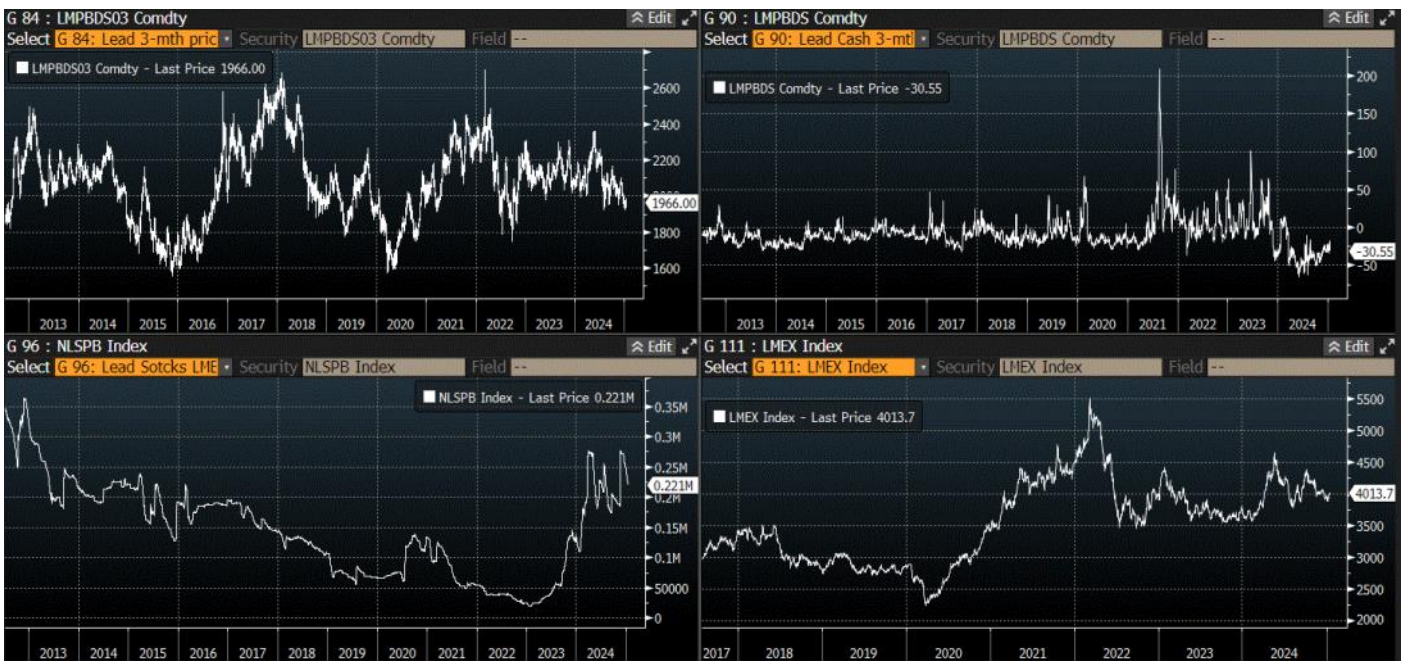 G 84 : LMPBDS03 Comdty
Edit
Select G 84: Lead 3-mth pric Security LMPBDS03 Comdty Field --
LMPBDS03 Comdty - Last Price 1966.00
2600
2400
2200
2000
1966.00
1800
1600
2013 2014 2015 2016 2017 2018 2019 2020 2021 2022 2023 2024
G 90 : LMPBDS Comdty
Edit
Select G 90: Lead Cash 3-mtl Security LMPBDS Comdty Field --
LMPBDS Comdty - Last Price -30.55
200
150
100
50
0
-30.55
-50
2013 2014 2015 2016 2017 2018 2019 2020 2021 2022 2023 2024
G 96 : NLSPB Index
Edit
Select G 96: Lead Sotcks LME Security NLSPB Index Field --
NLSPB Index - Last Price 0.221M
0.35M
0.3M
0.25M
0.221M
0.2M
0.15M
0.1M
50000
0
2013 2014 2015 2016 2017 2018 2019 2020 2021 2022 2023 2024
G 111 : LMEX Index
Edit
Select G 111: LMEX Index Security LMEX Index Field --
LMEX Index - Last Price 4013.7
5500
5000
4500
4013.7
3500
3000
2500
2000
2017 2018 2019 2020 2021 2022 2023 2024